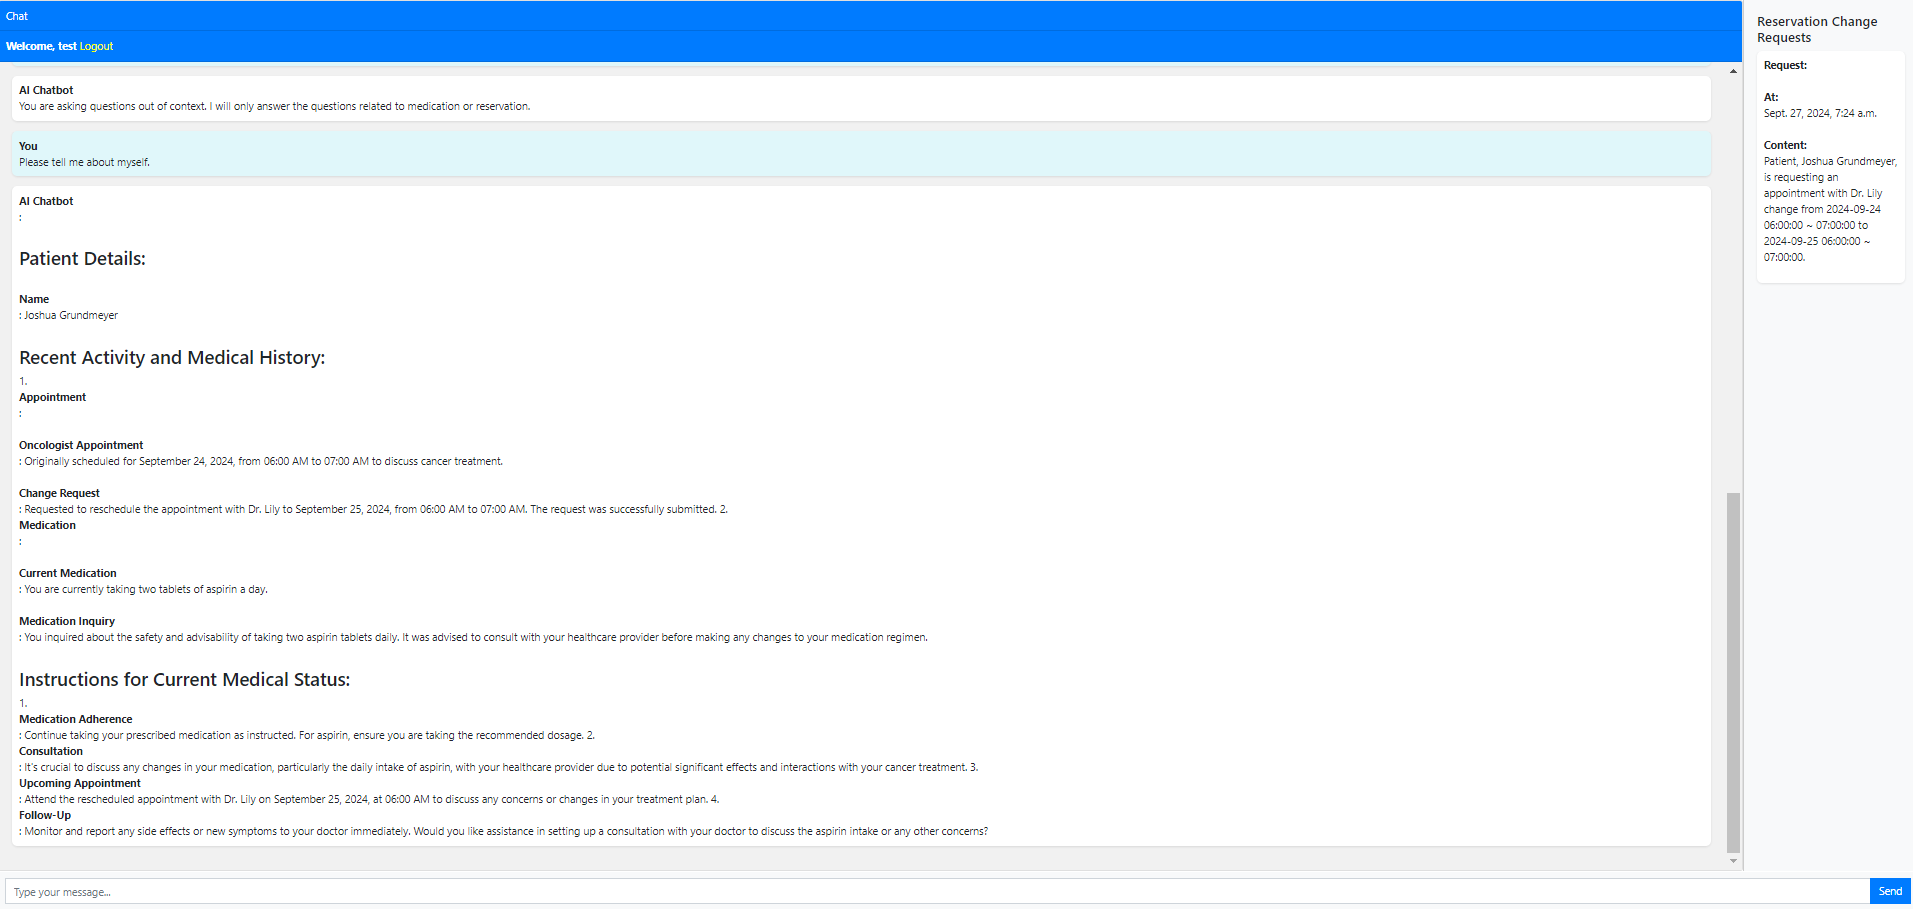 Chat
Welcome, test Logout
AI Chatbot
You are asking questions out of context. I will only answer the questions related to medication or reservation.
You
Please tell me about myself.
AI Chatbot
:
Patient Details:
Name
: Joshua Grundmeyer
Recent Activity and Medical History:
1.
Appointment
:
Oncologist Appointment
: Originally scheduled for September 24, 2024, from 06:00 AM to 07:00 AM to discuss cancer treatment.
Change Request
: Requested to reschedule the appointment with Dr. Lily to September 25, 2024, from 06:00 AM to 07:00 AM. The request was successfully submitted. 2.
Medication
:
Current Medication
: You are currently taking two tablets of aspirin a day.
Medication Inquiry
: You inquired about the safety and advisability of taking two aspirin tablets daily. It was advised to consult with your healthcare provider before making any changes to your medication regimen.
Instructions for Current Medical Status:
1.
Medication Adherence
: Continue taking your prescribed medication as instructed. For aspirin, ensure you are taking the recommended dosage. 2.
Consultation
: It's crucial to discuss any changes in your medication, particularly the daily intake of aspirin, with your healthcare provider due to potential significant effects and interactions with your cancer treatment. 3.
Upcoming Appointment
: Attend the rescheduled appointment with Dr. Lily on September 25, 2024, at 06:00 AM to discuss any concerns or changes in your treatment plan. 4.
Follow-Up
: Monitor and report any side effects or new symptoms to your doctor immediately. Would you like assistance in setting up a consultation with your doctor to discuss the aspirin intake or any other concerns?
Type your message...
Send
Reservation Change
Requests
Request:
At:
Sept. 27, 2024, 7:24 a.m.
Content:
Patient, Joshua Grundmeyer,
is requesting an
appointment with Dr. Lily
change from 2024-09-24
06:00:00 ~ 07:00:00 to
2024-09-25 06:00:00 ~
07:00:00.